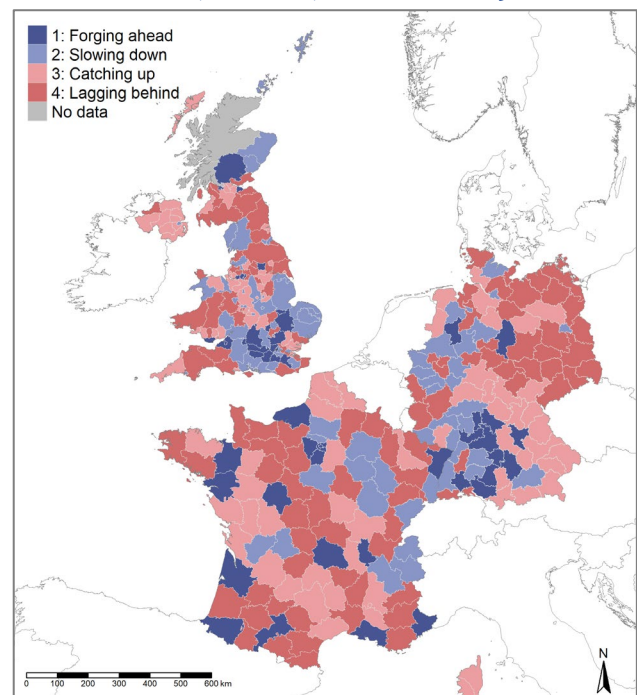 1: Forging ahead
2: Slowing down
3: Catching up
4: Lagging behind
No data
N
0 100 200 300 400 500 600 km